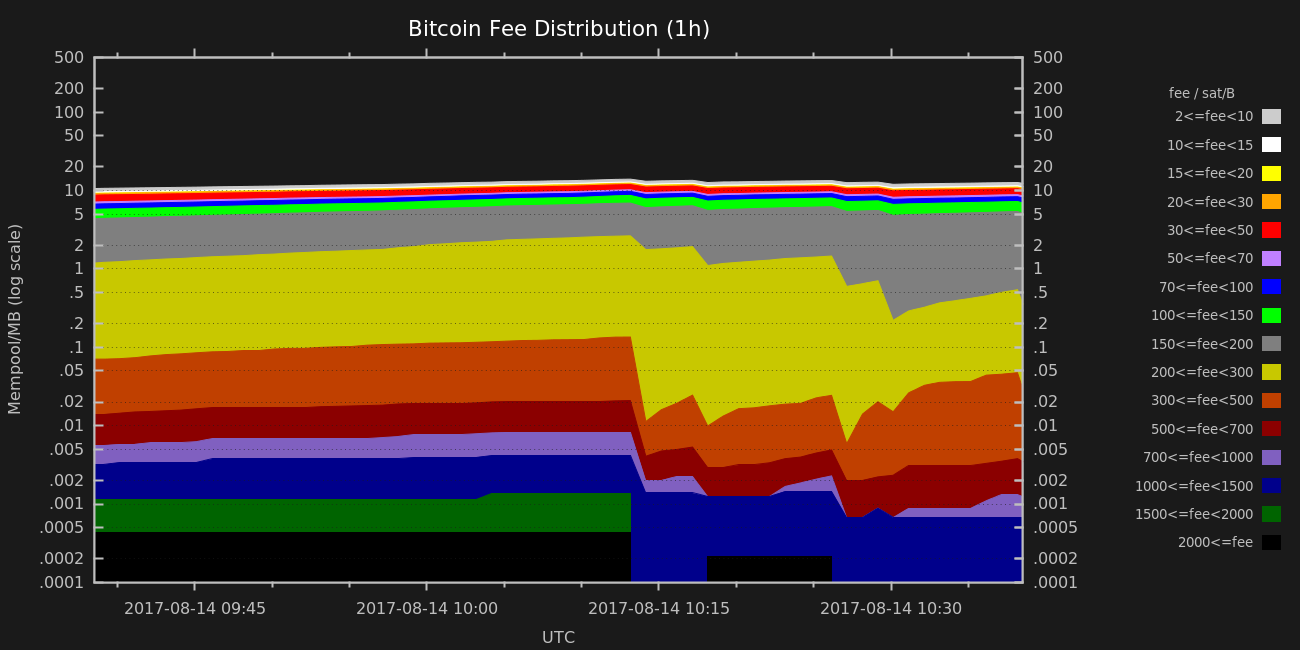 Bitcoin Fee Distribution (1h)
500 500
200 200
100 100
50 50
20 20
10 10
5 5
2 2
1 1
.5 .5
.2 .2
.1 .1
.05 .05
.02 .02
.01 .01
.005 .005
.002 .002
.001 .001
.0005 .0005
.0002 .0002
.0001 .0001
Mempool/MB (log scale)
2017-08-14 09:45 2017-08-14 10:00 2017-08-14 10:15 2017-08-14 10:30
UTC
fee / sat/B
2<=fee<10
10<=fee<15
15<=fee<20
20<=fee<30
30<=fee<50
50<=fee<70
70<=fee<100
100<=fee<150
150<=fee<200
200<=fee<300
300<=fee<500
500<=fee<700
700<=fee<1000
1000<=fee<1500
1500<=fee<2000
2000<=fee